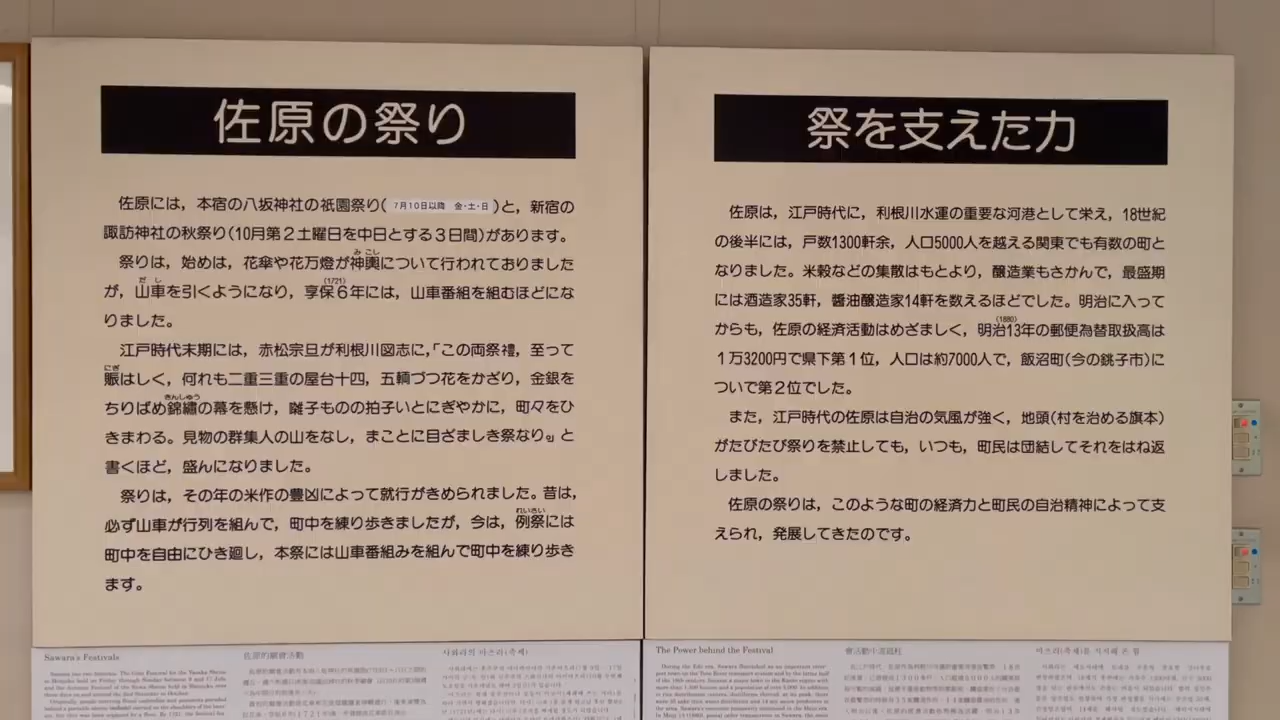 佐原の祭り
佐原には，本宿の八坂神社の祇園祭り(7月10日以降 金・土・日)と，新宿の
諏訪神社の秋祭り(10月第２土曜日を中日とする３日間)があります。
祭りは，始めは，花傘や花万燈が神輿について行われておりました
みこし
が，山車を引くようになり，享保６年には，山車番組を組むほどにな
だし
(1721)
りました。
江戸時代末期には，赤松宗旦が利根川図志に，「この両祭禮，至って
賑はしく，何れも二重三重の屋台十四，五輌づつ花をかざり，金銀を
にぎ
ちりばめ錦繡の幕を懸け，囃子ものの拍子いとにぎやかに，町々をひ
きんしゅう
きまわる。見物の群集人の山をなし，まことに目ざましき祭なり。」と
書くほど，盛んになりました。
祭りは，その年の米作の豊凶によって就行がきめられました。昔は，
必ず山車が行列を組んで，町中を練り歩きましたが，今は，例祭には
れいさい
町中を自由にひき廻し，本祭には山車番組みを組んで町中を練り歩き
ます。
祭を支えた力
佐原は，江戸時代に，利根川水運の重要な河港として栄え，18世紀
の後半には，戸数1300軒余，人口5000人を越える関東でも有数の町と
なりました。米穀などの集散はもとより，醸造業もさかんで，最盛期
には酒造家35軒，醬油醸造家14軒を数えるほどでした。明治に入って
からも，佐原の経済活動はめざましく，明治13年の郵便為替取扱高は
(1880)
１万3200円で県下第１位，人口は約7000人で，飯沼町(今の銚子市)に
ついで第２位でした。
また，江戸時代の佐原は自治の気風が強く，地頭(村を治める旗本)
がたびたび祭りを禁止しても，いつも，町民は団結してそれをはね返
しました。
佐原の祭りは，このような町の経済力と町民の自治精神によって支
えられ，発展してきたのです。
Sawara's Festivals
The Power behind the Festival